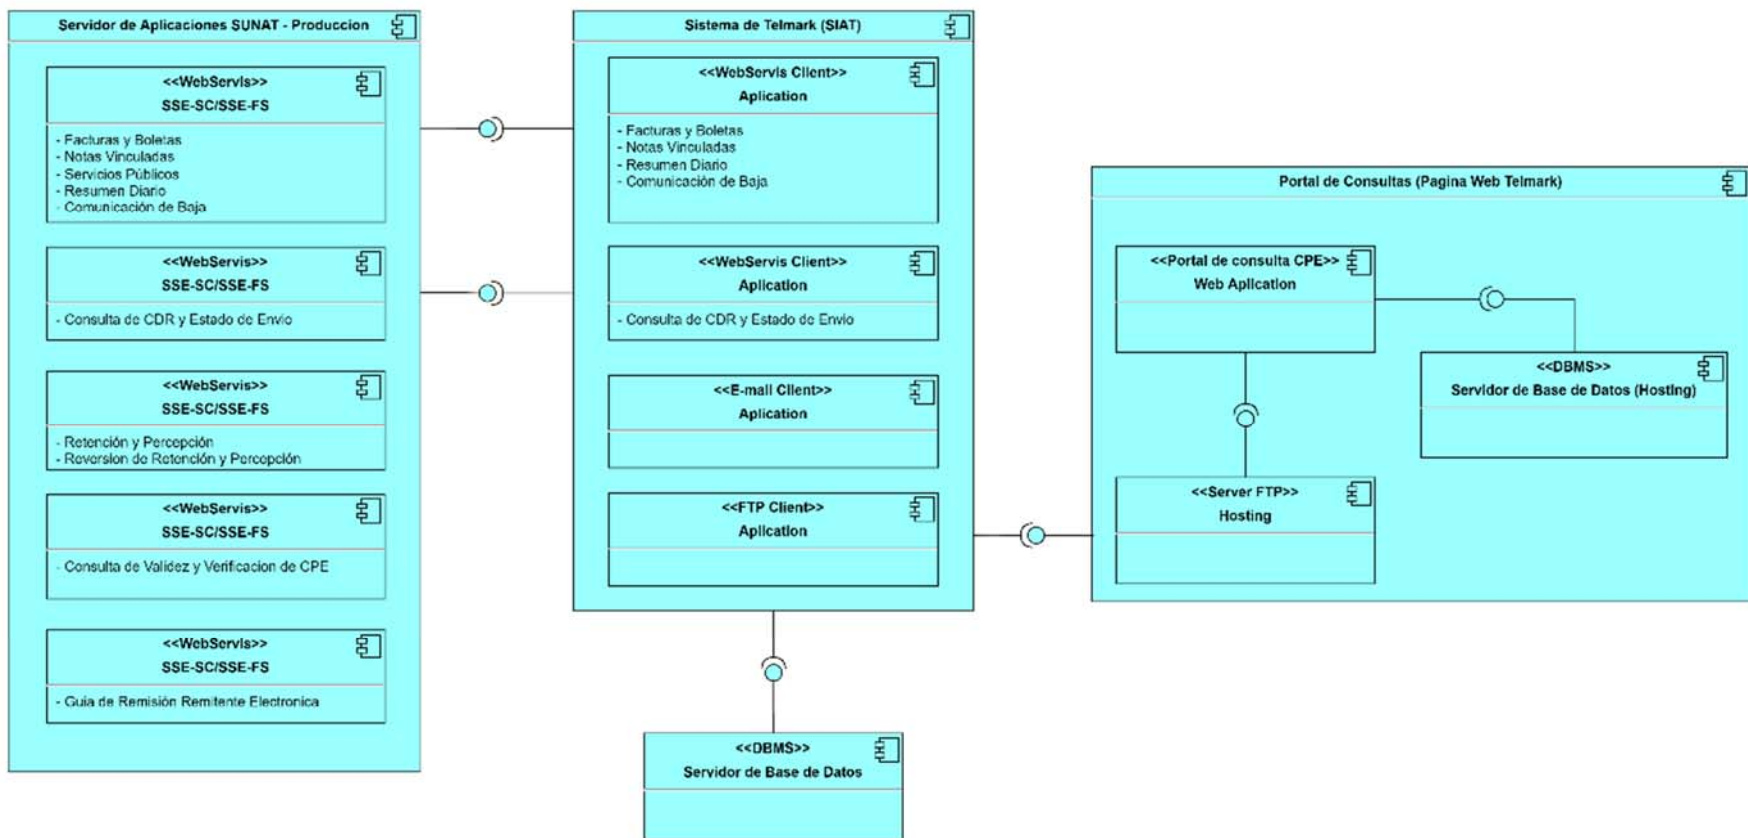 Servidor de Aplicaciones SUNAT - Produccion
<<WebServis>>
SSE-SC/SSE-FS
- Facturas y Boletas
- Notas Vinculadas
- Servicios Públicos
- Resumen Diario
- Comunicación de Baja
<<WebServis>>
SSE-SC/SSE-FS
- Consulta de CDR y Estado de Envio
<<WebServis>>
SSE-SC/SSE-FS
- Retención y Percepción
- Reversion de Retención y Percepción
<<WebServis>>
SSE-SC/SSE-FS
- Consulta de Validez y Verificacion de CPE
<<WebServis>>
SSE-SC/SSE-FS
- Guia de Remisión Remitente Electronica
Sistema de Telmark (SIAT)
<<WebServis Client>>
Aplication
- Facturas y Boletas
- Notas Vinculadas
- Resumen Diario
- Comunicación de Baja
<<WebServis Client>>
Aplication
- Consulta de CDR y Estado de Envio
<<E-mail Client>>
Aplication
<<FTP Client>>
Aplication
<<DBMS>>
Servidor de Base de Datos
Portal de Consultas (Pagina Web Telmark)
<<Portal de consulta CPE>>
Web Aplication
<<DBMS>>
Servidor de Base de Datos (Hosting)
<<Server FTP>>
Hosting